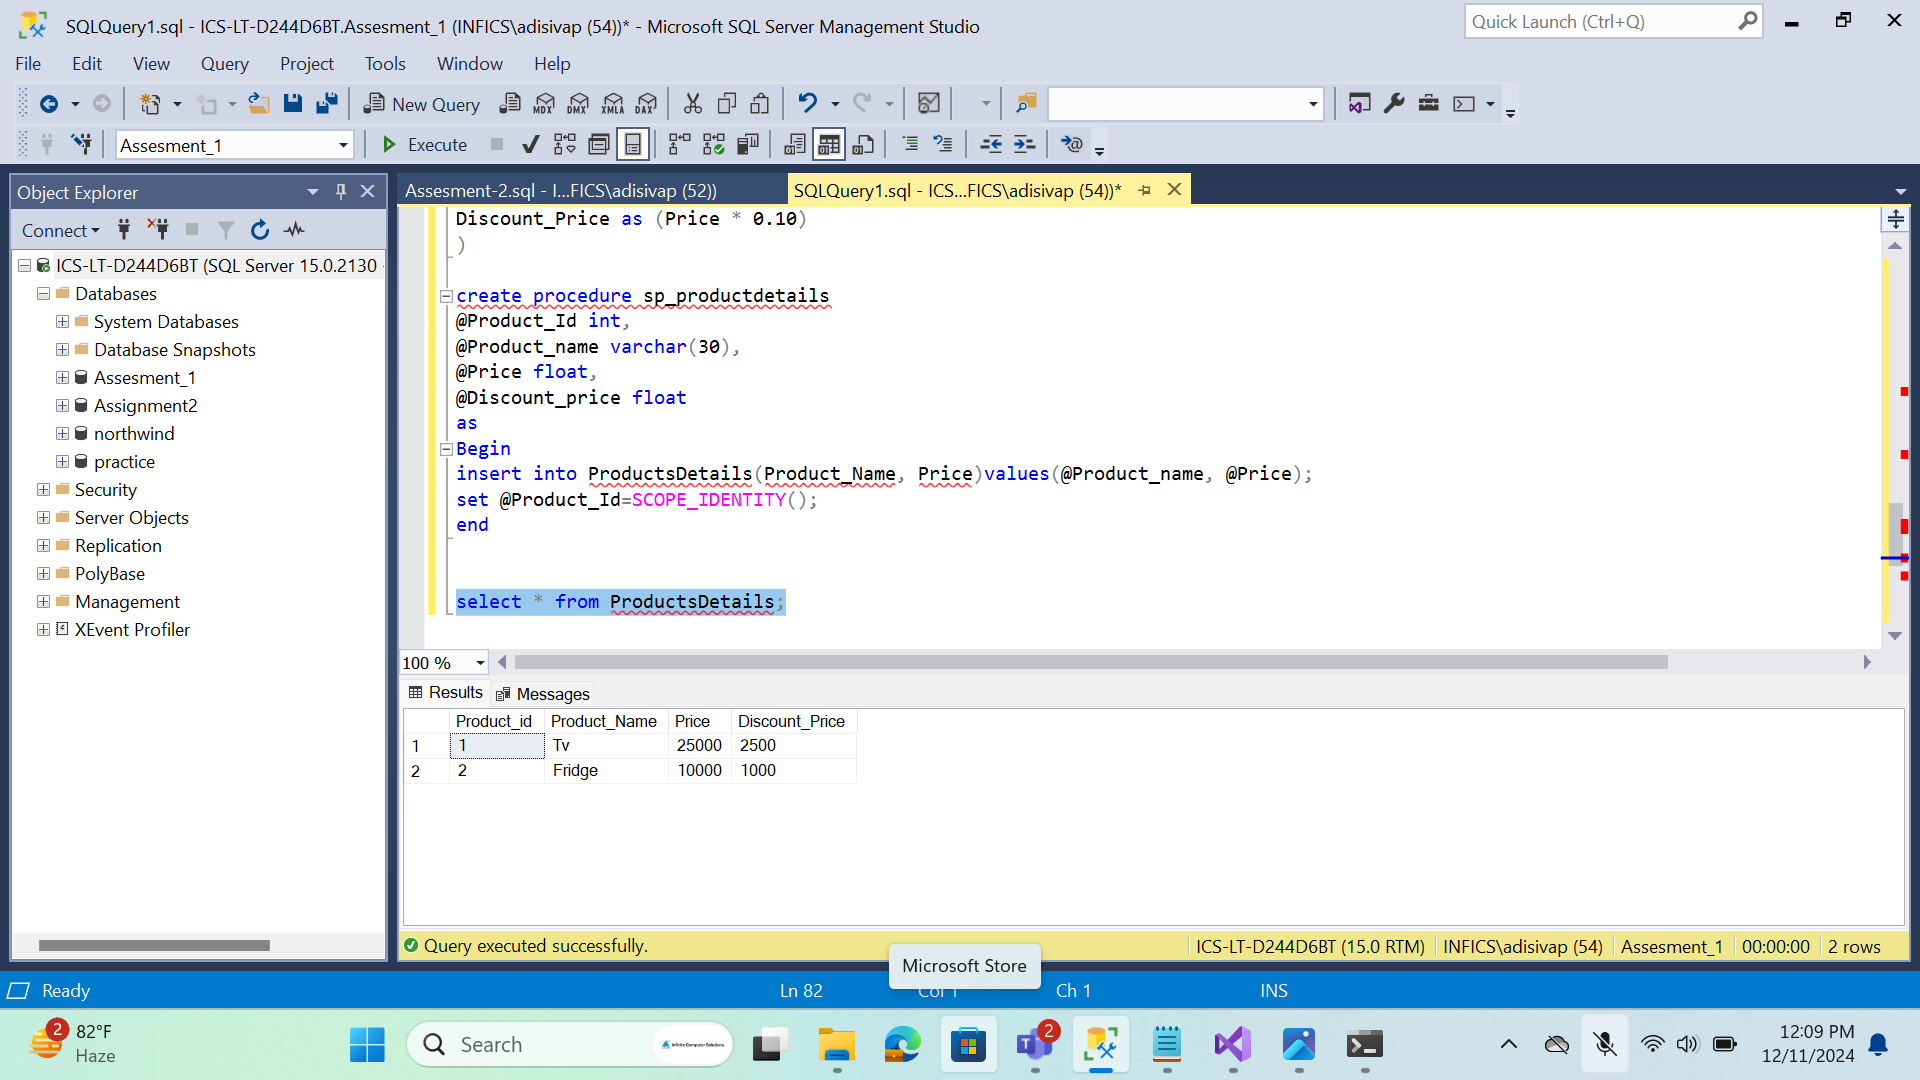 SQLQuery1.sql - ICS-LT-D244D6BT.Assesment_1 (INFICS\adisivap (54))* - Microsoft SQL Server Management Studio
Quick Launch (Ctrl+Q)
File Edit View Query Project Tools Window Help
New Query MDX DMX XMLA DAX
Assesment_1 Execute
Object Explorer
Connect
ICS-LT-D244D6BT (SQL Server 15.0.2130
Databases
System Databases
Database Snapshots
Assesment_1
Assignment2
northwind
practice
Security
Server Objects
Replication
PolyBase
Management
XEvent Profiler
Assesment-2.sql - I...FICS\adisivap (52))
SQLQuery1.sql - ICS...FICS\adisivap (54))*
Discount_Price as (Price * 0.10)
)
create procedure sp_productdetails
@Product_Id int,
@Product_name varchar(30),
@Price float,
@Discount_price float
as
Begin
insert into ProductsDetails(Product_Name, Price)values(@Product_name, @Price);
set @Product_Id=SCOPE_IDENTITY();
end
select * from ProductsDetails;
100 %
Results Messages
Product_id Product_Name Price Discount_Price
1 1 Tv 25000 2500
2 2 Fridge 10000 1000
Query executed successfully.
ICS-LT-D244D6BT (15.0 RTM) INFICS\adisivap (54) Assesment_1 00:00:00 2 rows
Microsoft Store
Ready Ln 82 Col 1 Ch 1 INS
2
82°F
Haze
Search
Infinite Computer Solutions
2
12:09 PM
12/11/2024